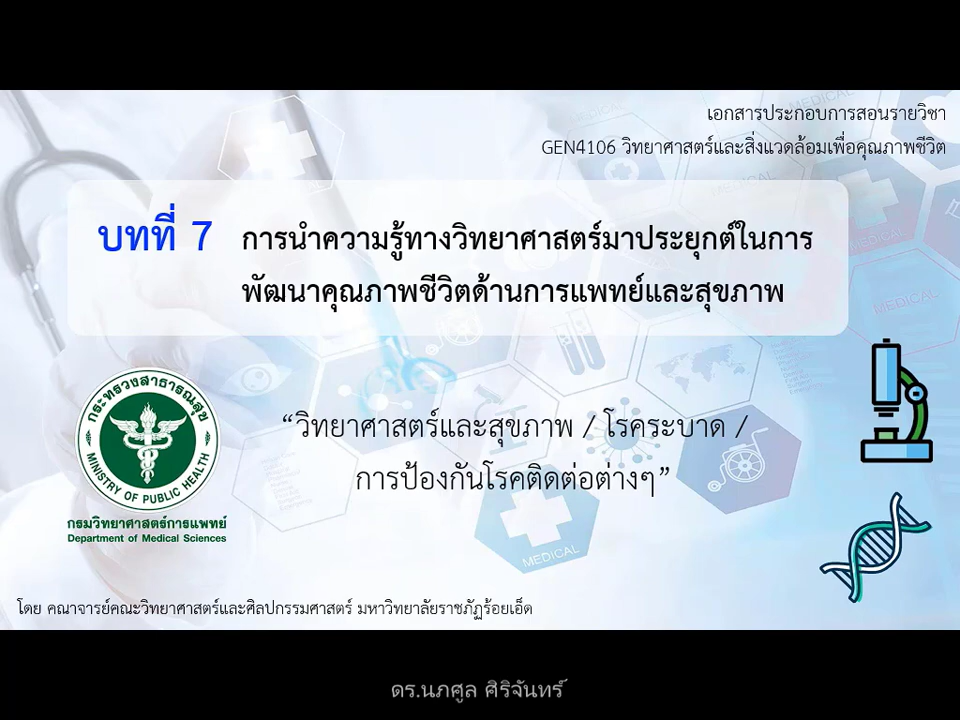 เอกสารประกอบการสอนรายวิชา
GEN4106 วิทยาศาสตร์และสิ่งแวดล้อมเพื่อคุณภาพชีวิต
บทที่ 7
การนำความรู้ทางวิทยาศาสตร์มาประยุกต์ในการ
พัฒนาคุณภาพชีวิตด้านการแพทย์และสุขภาพ
กระทรวงสาธารณสุข
MINISTRY OF PUBLIC HEALTH
กรมวิทยาศาสตร์การแพทย์
Department of Medical Sciences
“วิทยาศาสตร์และสุขภาพ / โรคระบาด /
การป้องกันโรคติดต่อต่างๆ”
MEDICAL
MEDICAL
โดย คณาจารย์คณะวิทยาศาสตร์และศิลปกรรมศาสตร์ มหาวิทยาลัยราชภัฏร้อยเอ็ด
ดร.นภศูล ศิริจันทร์